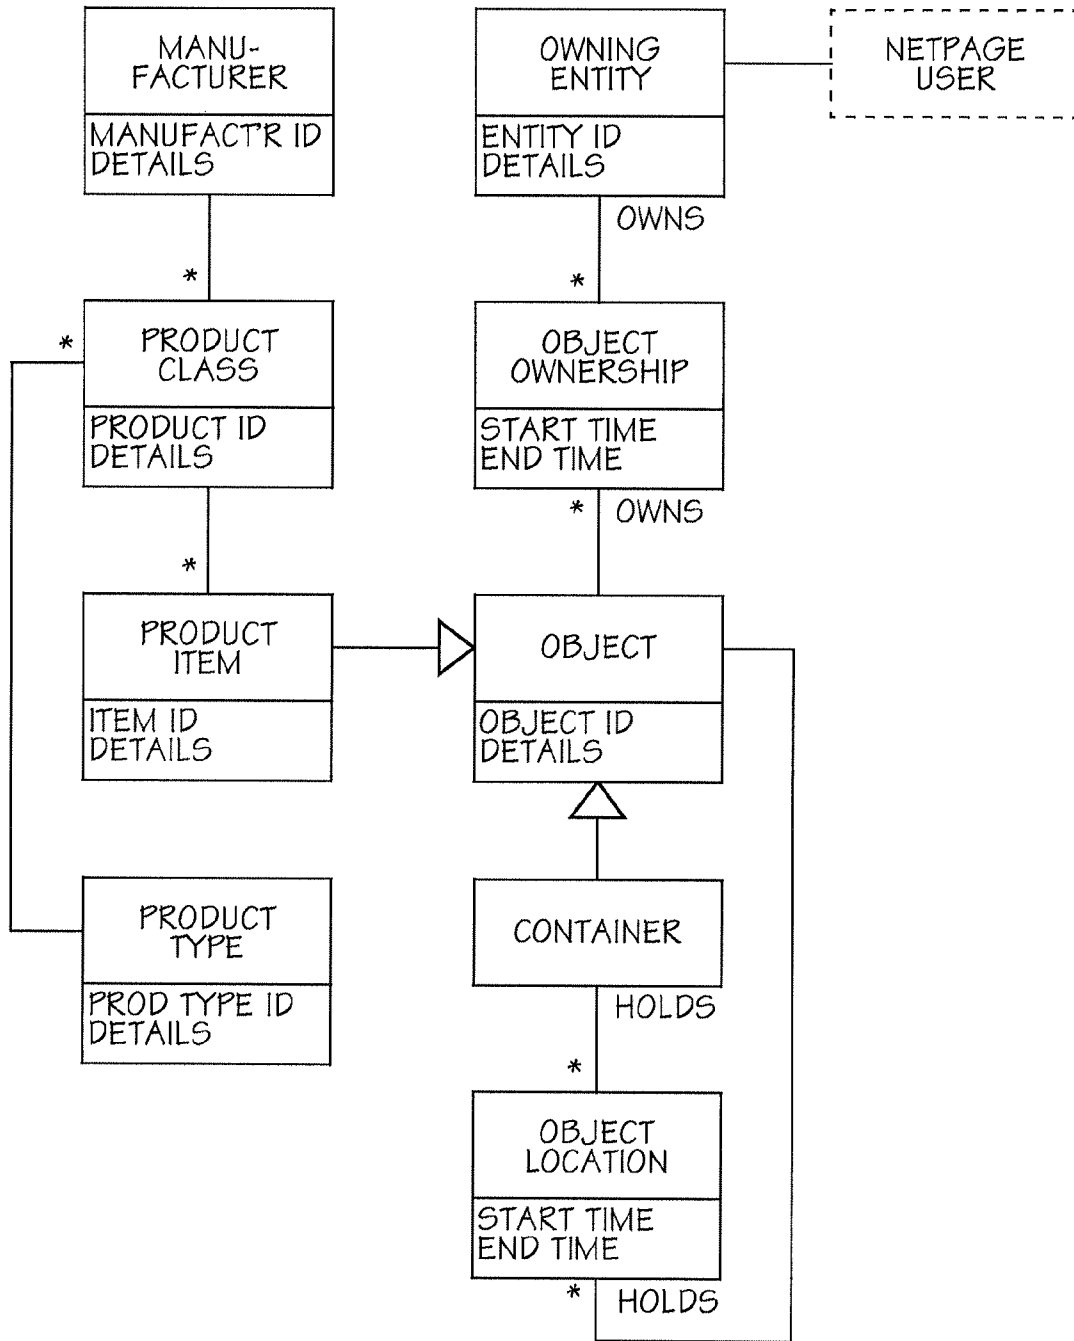 MANU-
FACTURER
MANUFACT'R ID
DETAILS
OWNING
ENTITY
ENTITY ID
DETAILS
NETPAGE
USER
OWNS
*
*
*
PRODUCT
CLASS
PRODUCT ID
DETAILS
OBJECT
OWNERSHIP
START TIME
END TIME
* OWNS
*
PRODUCT
ITEM
ITEM ID
DETAILS
OBJECT
OBJECT ID
DETAILS
PRODUCT
TYPE
PROD TYPE ID
DETAILS
CONTAINER
HOLDS
*
OBJECT
LOCATION
START TIME
END TIME
* HOLDS